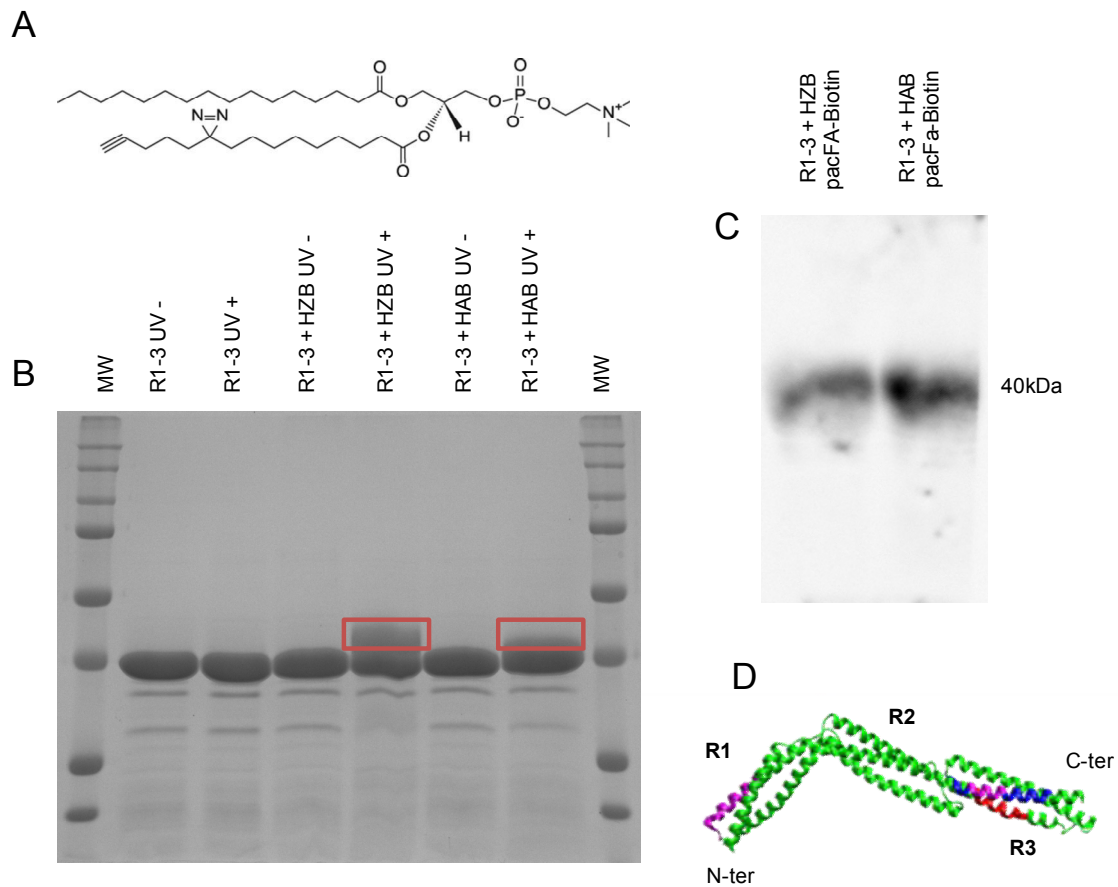 A
N=N
O
O
O
O
O
P
O
O-
O
N+
H
R1-3 + HZB
pacFA-Biotin
R1-3 + HAB
pacFa-Biotin
C
40kDa
B
MW
R1-3 UV -
R1-3 UV +
R1-3 + HZB UV -
R1-3 + HZB UV +
R1-3 + HAB UV -
R1-3 + HAB UV +
MW
D
R1
R2
C-ter
R3
N-ter